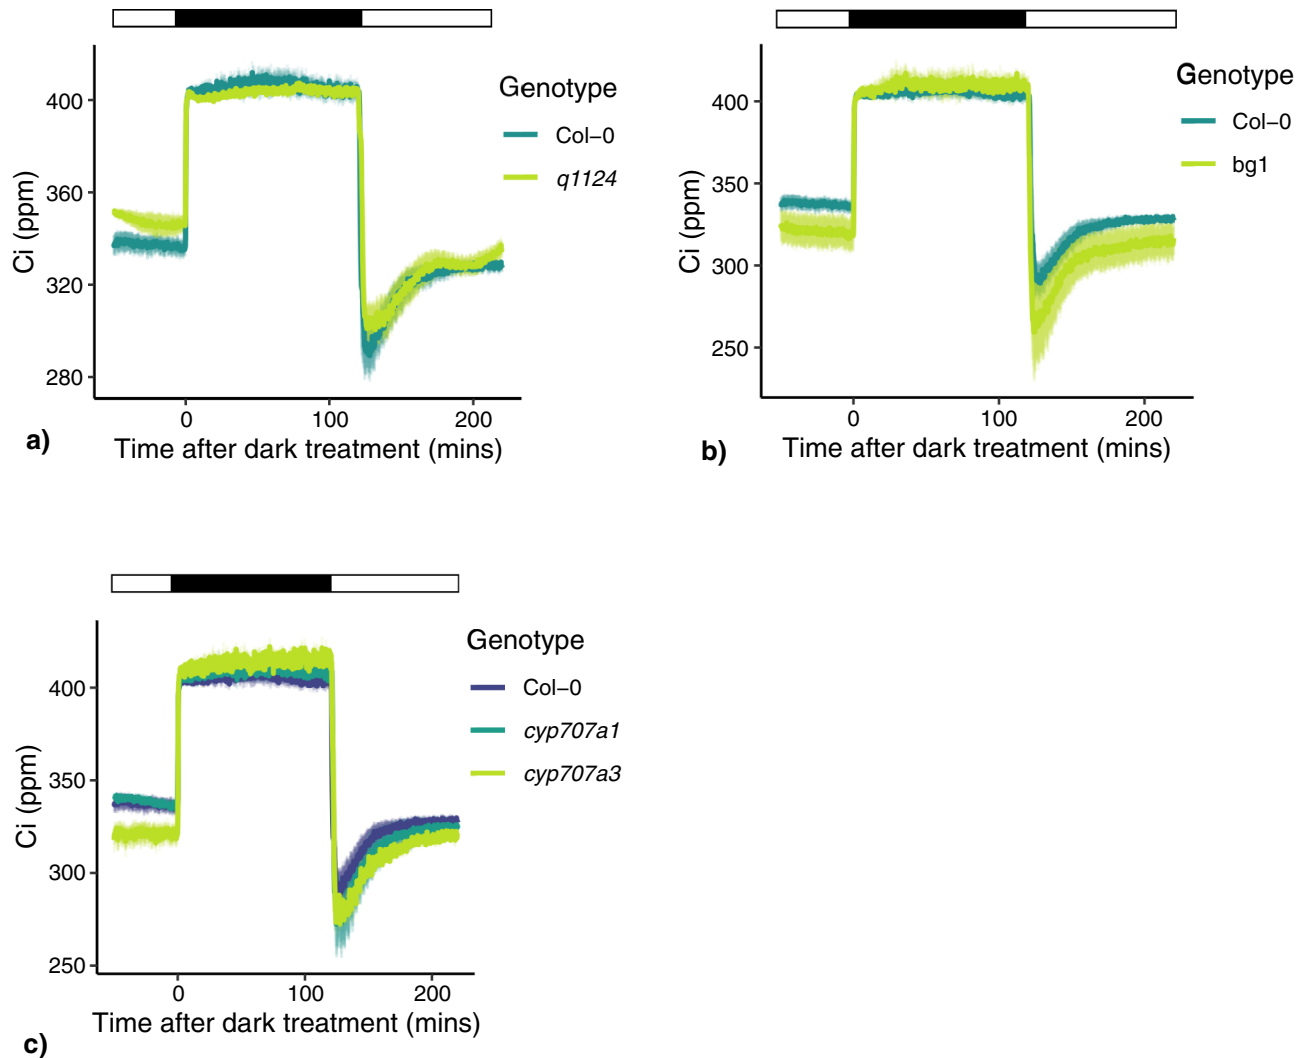 Genotype
Col−0
q1124
400
360
320
280
Ci (ppm)
0 100 200
Time after dark treatment (mins)
a)
Genotype
Col−0
bg1
400
350
300
250
Ci (ppm)
0 100 200
Time after dark treatment (mins)
b)
Genotype
Col−0
cyp707a1
cyp707a3
400
350
300
250
Ci (ppm)
0 100 200
Time after dark treatment (mins)
c)